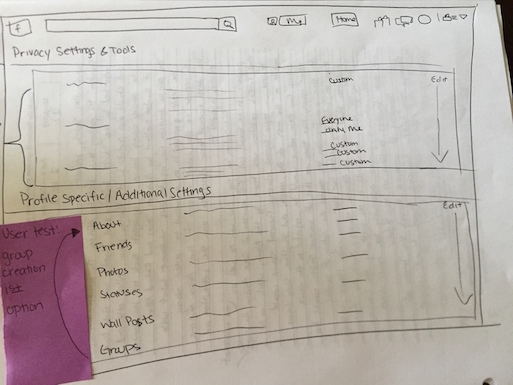 f
My
Home
Privacy Settings & Tools
Custom
Edit
Everyone
only me
Custom
Custom
Custom
Profile Specific / Additional Settings
Edit
User test:
group
creation
list
option
About
Friends
Photos
Statuses
Wall Posts
Groups